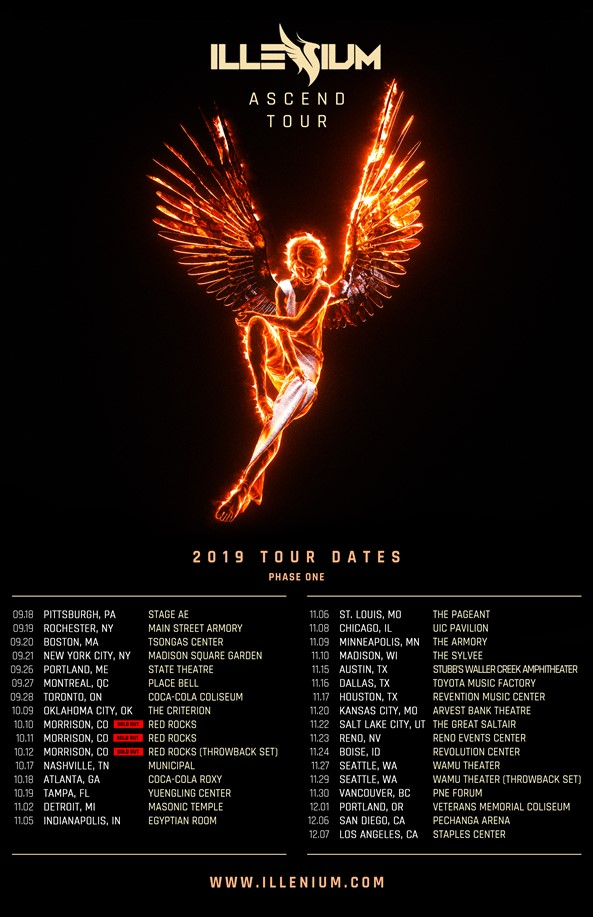 ILLENIUM
ASCEND
TOUR
2019 TOUR DATES
PHASE ONE
09.18 PITTSBURGH, PA STAGE AE
09.19 ROCHESTER, NY MAIN STREET ARMORY
09.20 BOSTON, MA TSONGAS CENTER
09.21 NEW YORK CITY, NY MADISON SQUARE GARDEN
09.26 PORTLAND, ME STATE THEATRE
09.27 MONTREAL, QC PLACE BELL
09.28 TORONTO, ON COCA-COLA COLISEUM
10.09 OKLAHOMA CITY, OK THE CRITERION
10.10 MORRISON, CO SOLD OUT RED ROCKS
10.11 MORRISON, CO SOLD OUT RED ROCKS
10.12 MORRISON, CO SOLD OUT RED ROCKS (THROWBACK SET)
10.17 NASHVILLE, TN MUNICIPAL
10.18 ATLANTA, GA COCA-COLA ROXY
10.19 TAMPA, FL YUENGLING CENTER
11.02 DETROIT, MI MASONIC TEMPLE
11.05 INDIANAPOLIS, IN EGYPTIAN ROOM
11.06 ST. LOUIS, MO THE PAGEANT
11.08 CHICAGO, IL UIC PAVILION
11.09 MINNEAPOLIS, MN THE ARMORY
11.10 MADISON, WI THE SYLVEE
11.15 AUSTIN, TX STUBB'S WALLER CREEK AMPHITHEATER
11.16 DALLAS, TX TOYOTA MUSIC FACTORY
11.17 HOUSTON, TX REVENTION MUSIC CENTER
11.20 KANSAS CITY, MO ARVEST BANK THEATRE
11.22 SALT LAKE CITY, UT THE GREAT SALTAIR
11.23 RENO, NV RENO EVENTS CENTER
11.24 BOISE, ID REVOLUTION CENTER
11.27 SEATTLE, WA WAMU THEATER
11.29 SEATTLE, WA WAMU THEATER (THROWBACK SET)
11.30 VANCOUVER, BC PNE FORUM
12.01 PORTLAND, OR VETERANS MEMORIAL COLISEUM
12.06 SAN DIEGO, CA PECHANGA ARENA
12.07 LOS ANGELES, CA STAPLES CENTER
WWW.ILLENIUM.COM